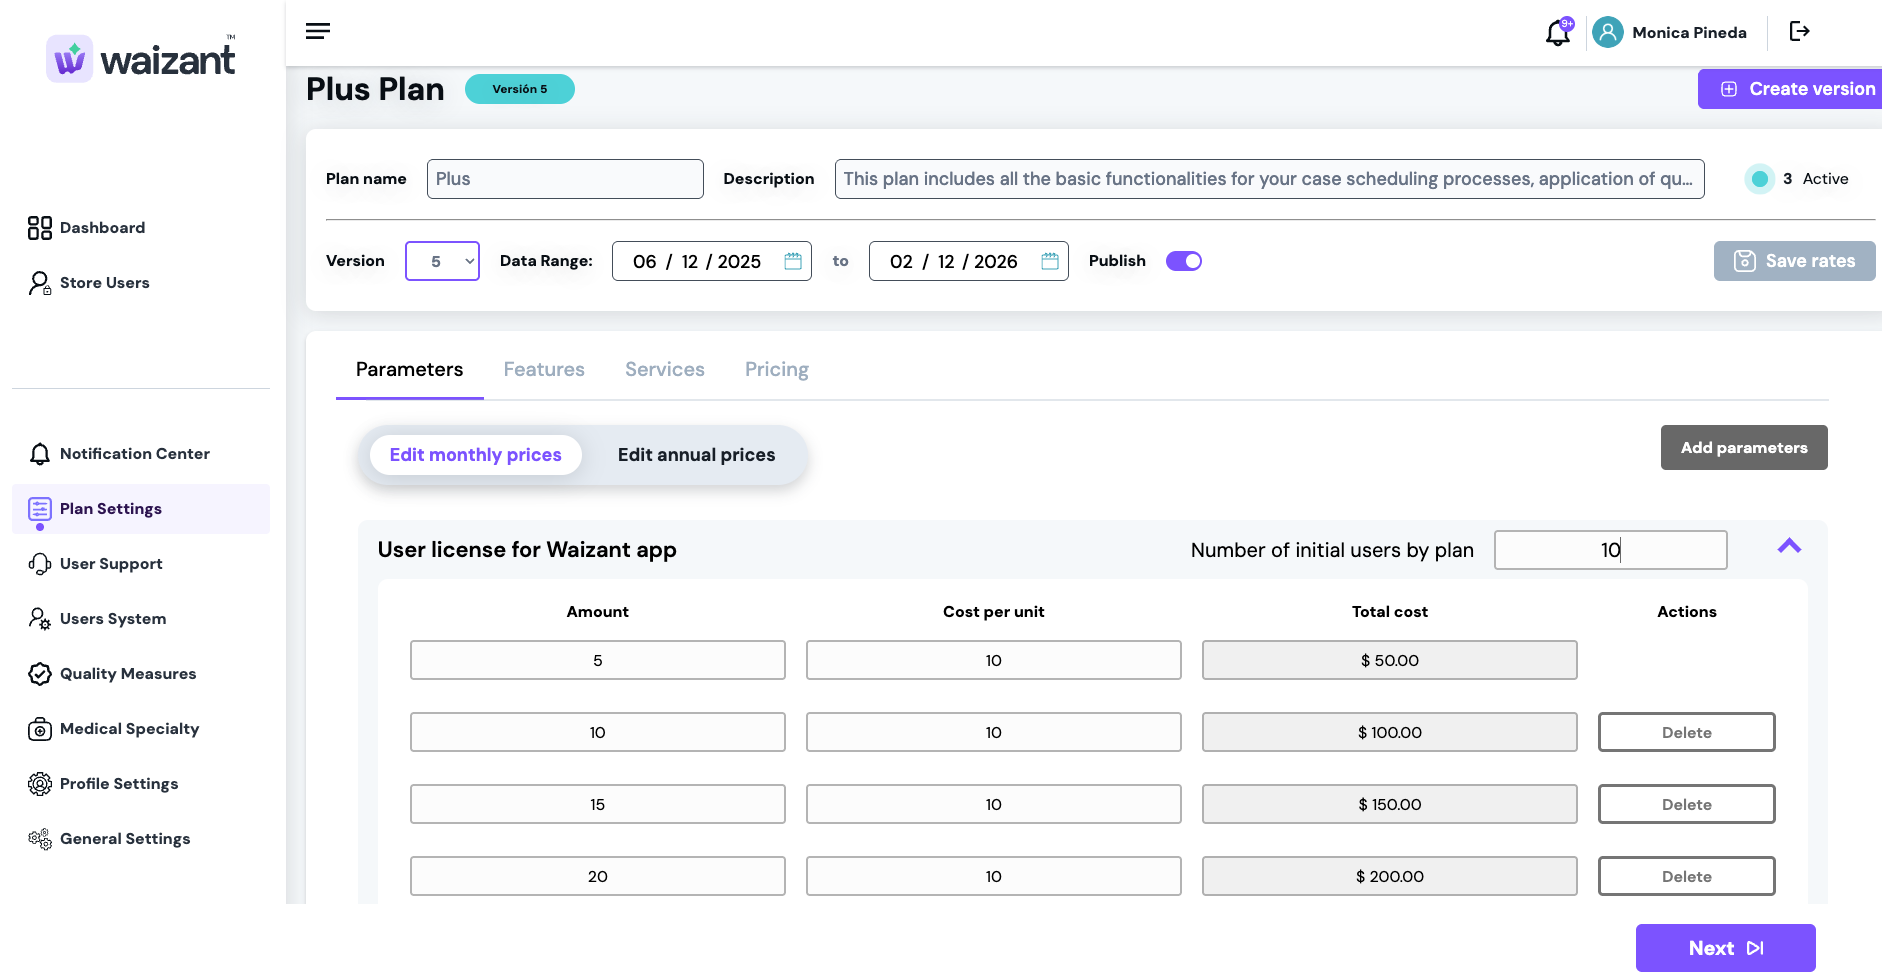 waizant™
9+
Monica Pineda
Plus Plan
Versión 5
Create version
Plan name
Plus
Description
This plan includes all the basic functionalities for your case scheduling processes, application of qu...
3 Active
Version
5
Data Range:
06 / 12 / 2025
to
02 / 12 / 2026
Publish
Save rates
Dashboard
Store Users
Notification Center
Plan Settings
User Support
Users System
Quality Measures
Medical Specialty
Profile Settings
General Settings
Parameters Features Services Pricing
Edit monthly prices Edit annual prices
Add parameters
User license for Waizant app
Number of initial users by plan
10
Amount Cost per unit Total cost Actions
5 10 $ 50.00
10 10 $ 100.00 Delete
15 10 $ 150.00 Delete
20 10 $ 200.00 Delete
Next